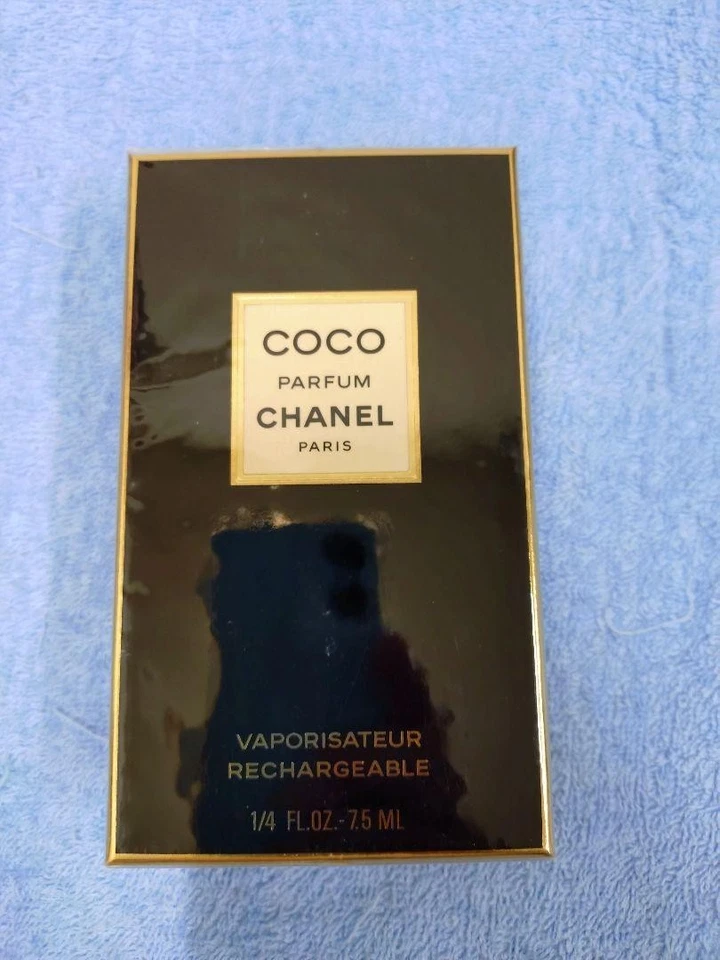 COCO
PARFUM
CHANEL
PARIS
VAPORISATEUR
RECHARGEABLE
1/4 FL.OZ.-7.5 ML